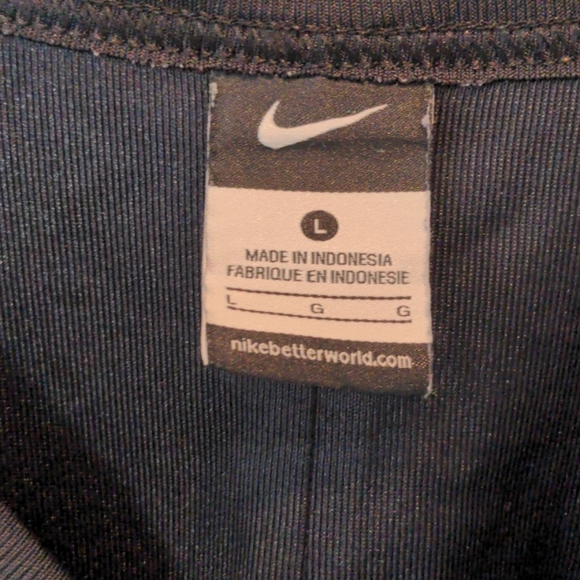 L
MADE IN INDONESIA
FABRIQUE EN INDONESIE
L G G
nikebetterworld.com